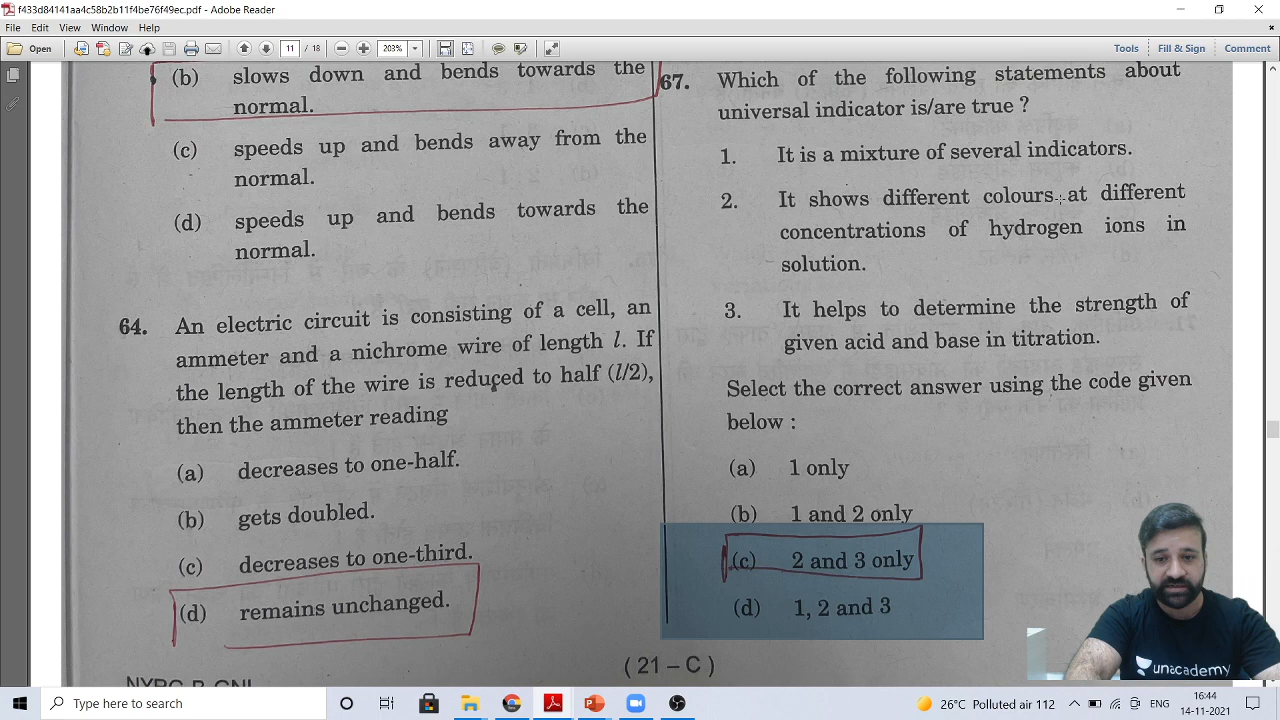 f433d84141aa4c58b2b11f4be76f49ec.pdf - Adobe Reader
File Edit View Window Help
Open 11 / 18 203% Tools Fill & Sign Comment
(b) slows down and bends towards the
normal.
(c) speeds up and bends away from the
normal.
(d) speeds up and bends towards the
normal.
64. An electric circuit is consisting of a cell, an
ammeter and a nichrome wire of length l. If
the length of the wire is reduced to half (l/2),
then the ammeter reading
(a) decreases to one-half.
(b) gets doubled.
(c) decreases to one-third.
(d) remains unchanged.
67. Which of the following statements about
universal indicator is/are true ?
1. It is a mixture of several indicators.
2. It shows different colours at different
concentrations of hydrogen ions in
solution.
3. It helps to determine the strength of
given acid and base in titration.
Select the correct answer using the code given
below :
(a) 1 only
(b) 1 and 2 only
(c) 2 and 3 only
(d) 1, 2 and 3
( 21 – C )
unacademy
Type here to search
26°C Polluted air 112 ENG 16:44
14-11-2021